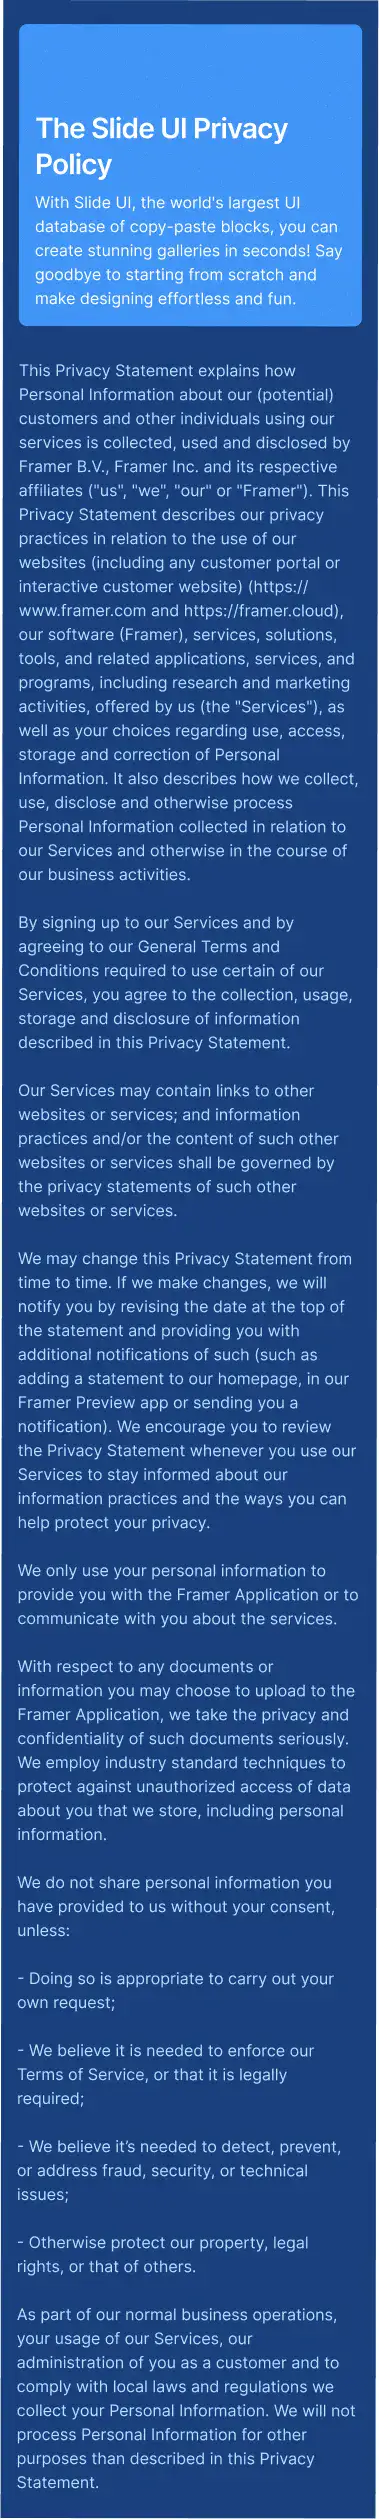 The Slide UI Privacy
Policy
With Slide UI, the world's largest UI
database of copy-paste blocks, you can
create stunning galleries in seconds! Say
goodbye to starting from scratch and
make designing effortless and fun.
This Privacy Statement explains how
Personal Information about our (potential)
customers and other individuals using our
services is collected, used and disclosed by
Framer B.V., Framer Inc. and its respective
affiliates ("us", "we", "our" or "Framer"). This
Privacy Statement describes our privacy
practices in relation to the use of our
websites (including any customer portal or
interactive customer website) (https://
www.framer.com and https://framer.cloud),
our software (Framer), services, solutions,
tools, and related applications, services, and
programs, including research and marketing
activities, offered by us (the "Services"), as
well as your choices regarding use, access,
storage and correction of Personal
Information. It also describes how we collect,
use, disclose and otherwise process
Personal Information collected in relation to
our Services and otherwise in the course of
our business activities.
By signing up to our Services and by
agreeing to our General Terms and
Conditions required to use certain of our
Services, you agree to the collection, usage,
storage and disclosure of information
described in this Privacy Statement.
Our Services may contain links to other
websites or services; and information
practices and/or the content of such other
websites or services shall be governed by
the privacy statements of such other
websites or services.
We may change this Privacy Statement from
time to time. If we make changes, we will
notify you by revising the date at the top of
the statement and providing you with
additional notifications of such (such as
adding a statement to our homepage, in our
Framer Preview app or sending you a
notification). We encourage you to review
the Privacy Statement whenever you use our
Services to stay informed about our
information practices and the ways you can
help protect your privacy.
We only use your personal information to
provide you with the Framer Application or to
communicate with you about the services.
With respect to any documents or
information you may choose to upload to the
Framer Application, we take the privacy and
confidentiality of such documents seriously.
We employ industry standard techniques to
protect against unauthorized access of data
about you that we store, including personal
information.
We do not share personal information you
have provided to us without your consent,
unless:
- Doing so is appropriate to carry out your
own request;
- We believe it is needed to enforce our
Terms of Service, or that it is legally
required;
- We believe it’s needed to detect, prevent,
or address fraud, security, or technical
issues;
- Otherwise protect our property, legal
rights, or that of others.
As part of our normal business operations,
your usage of our Services, our
administration of you as a customer and to
comply with local laws and regulations we
collect your Personal Information. We will not
process Personal Information for other
purposes than described in this Privacy
Statement.